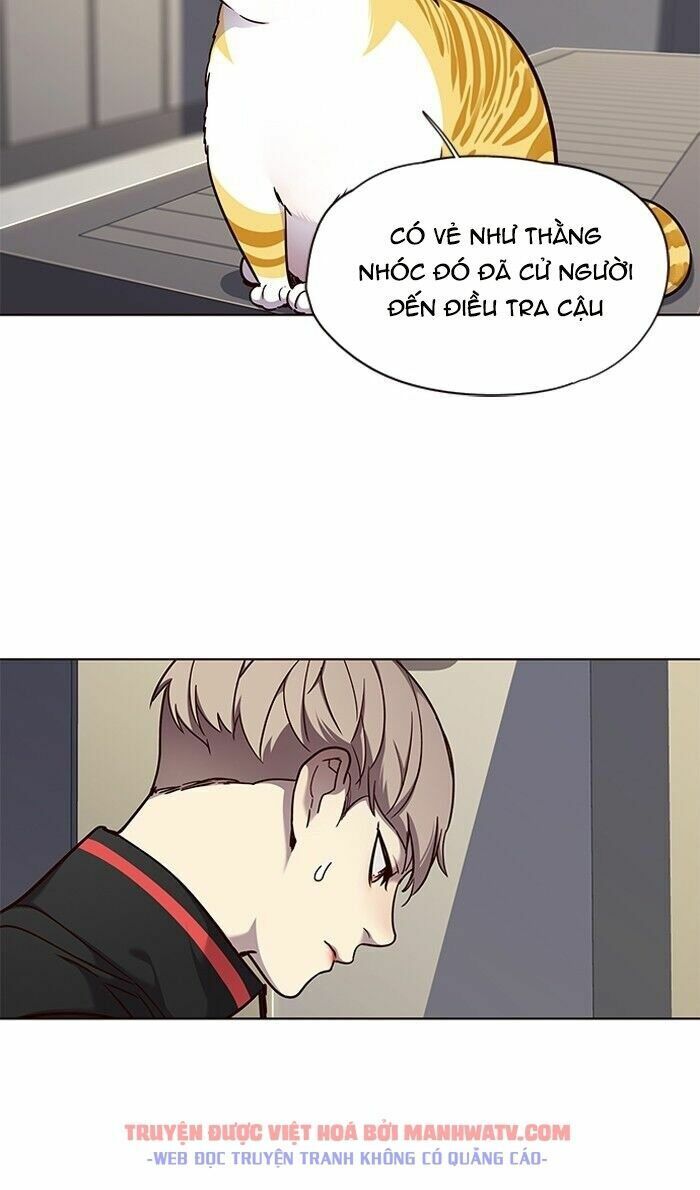 CÓ VẺ NHƯ THẰNG
NHÓC ĐÓ ĐÃ CỬ NGƯỜI
ĐẾN ĐIỀU TRA CẬU
TRUYỆN ĐƯỢC VIỆT HOÁ BỞI MANHWATV.COM
-WEB ĐỌC TRUYỆN TRANH KHÔNG CÓ QUẢNG CÁO-